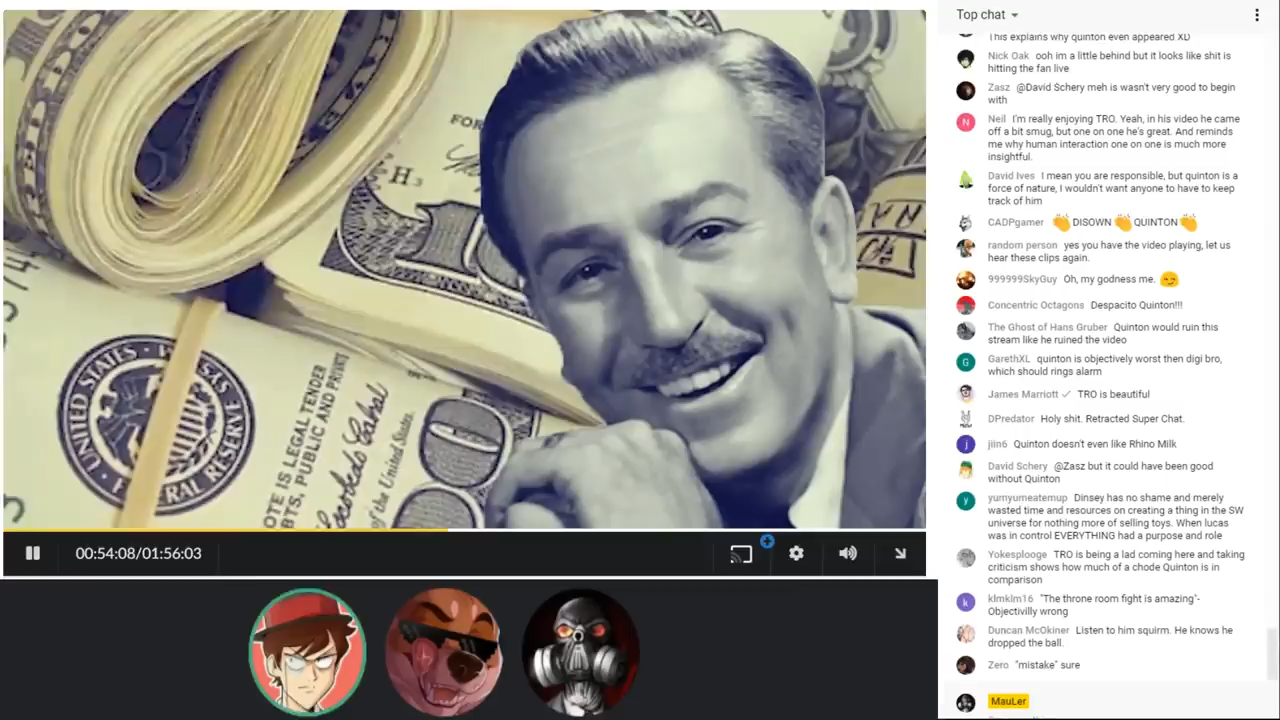 FOR
H3
UNITED STATES
FEDERAL RESERVE
NOTE IS LEGAL TENDER
DEBTS, PUBLIC AND PRIV
of the United States.
00:54:08/01:56:03
Top chat
This explains why quinton even appeared XD
Nick Oak ooh im a little behind but it looks like shit is
hitting the fan live
Zasz @David Schery meh is wasn't very good to begin
with
Neil I'm really enjoying TRO. Yeah, in his video he came
off a bit smug, but one on one he's great. And reminds
me why human interaction one on one is much more
insightful.
David Ives I mean you are responsible, but quinton is a
force of nature, I wouldn't want anyone to have to keep
track of him
CADPgamer 👏 DISOWN 👏 QUINTON 👏
random person yes you have the video playing, let us
hear these clips again.
999999SkyGuy Oh, my godness me. 😏
Concentric Octagons Despacito Quinton!!!
The Ghost of Hans Gruber Quinton would ruin this
stream like he ruined the video
GarethXL quinton is objectively worst then digi bro,
which should rings alarm
James Marriott ✓ TRO is beautiful
DPredator Holy shit. Retracted Super Chat.
jiin6 Quinton doesn't even like Rhino Milk
David Schery @Zasz but it could have been good
without Quinton
yumyumeatemup Dinsey has no shame and merely
wasted time and resources on creating a thing in the SW
universe for nothing more of selling toys. When lucas
was in control EVERYTHING had a purpose and role
Yokesplooge TRO is being a lad coming here and taking
criticism shows how much of a chode Quinton is in
comparison
klmklm16 "The throne room fight is amazing"-
Objectivilly wrong
Duncan McOkiner Listen to him squirm. He knows he
dropped the ball.
Zero "mistake" sure
MauLer